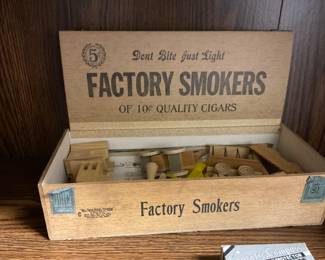 5¢
Dont Bite Just Light
FACTORY SMOKERS
OF 10¢ QUALITY CIGARS
Factory Smokers